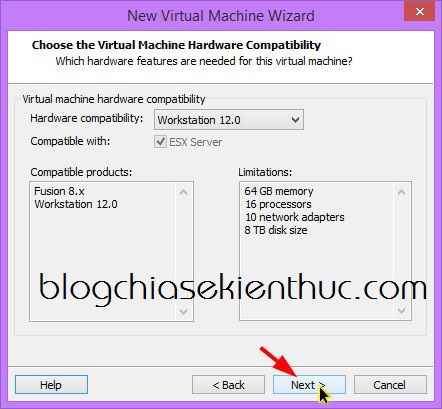 New Virtual Machine Wizard
Choose the Virtual Machine Hardware Compatibility
Which hardware features are needed for this virtual machine?
Virtual machine hardware compatibility
Hardware compatibility: Workstation 12.0
Compatible with: ESX Server
Compatible products: Limitations:
Fusion 8.x
Workstation 12.0
64 GB memory
16 processors
10 network adapters
8 TB disk size
blogchiasekienthuc.com
Help < Back Next > Cancel